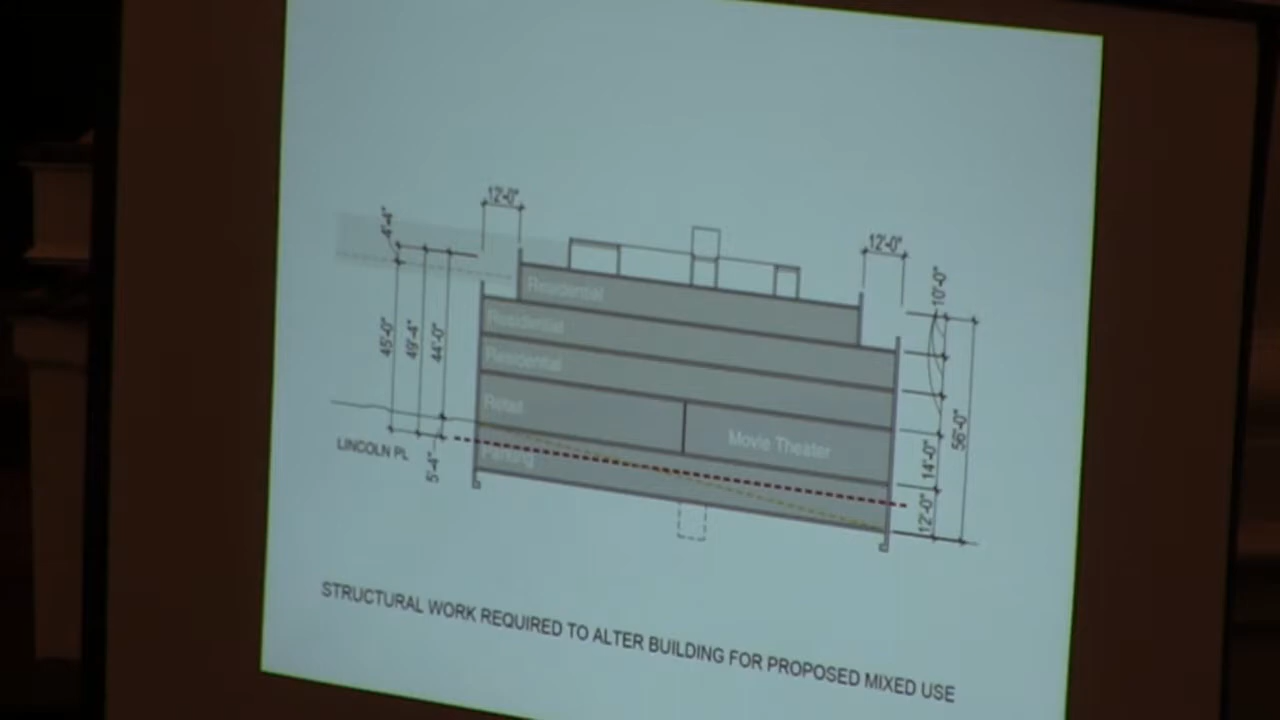 12'-0"
4'-4"
12'-0"
10'-0"
Residential
Residential
45'-0"
49'-4"
44'-0"
Residential
Retail
Movie Theater
56'-0"
LINCOLN PL
Parking
14'-0"
5'-4"
12'-0"
STRUCTURAL WORK REQUIRED TO ALTER BUILDING FOR PROPOSED MIXED USE